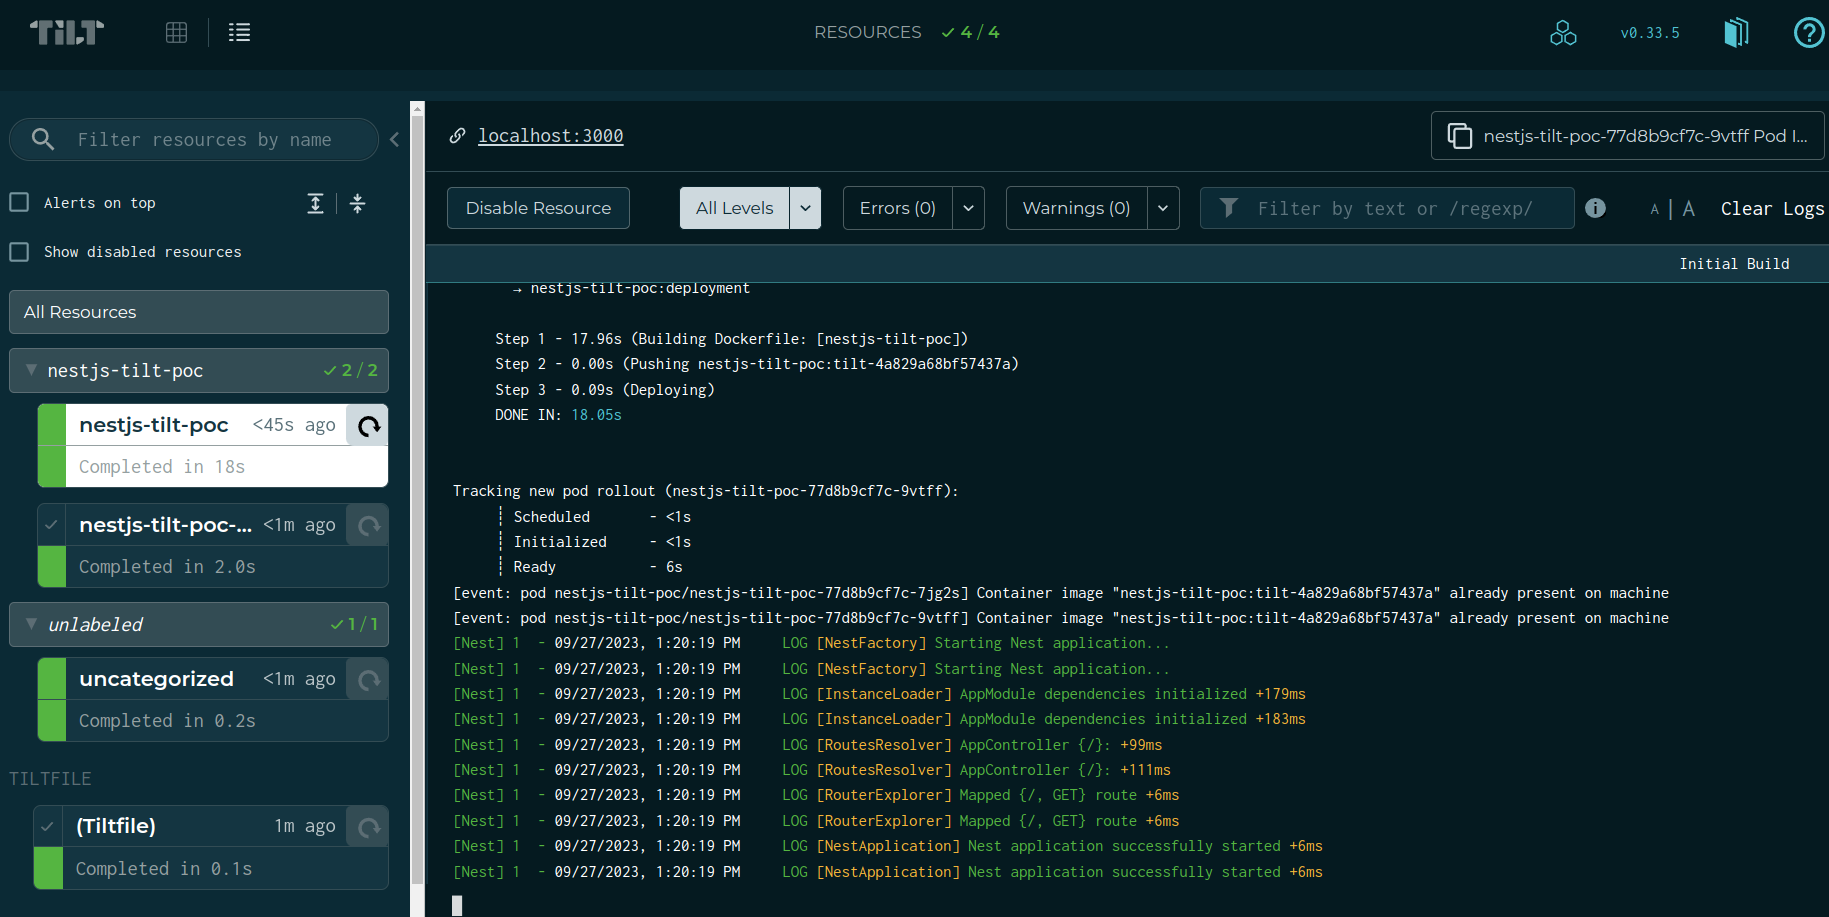 TiLT
RESOURCES ✓ 4 / 4
v0.33.5
?
Filter resources by name
Alerts on top
Show disabled resources
All Resources
nestjs-tilt-poc ✓ 2 / 2
nestjs-tilt-poc <45s ago
Completed in 18s
nestjs-tilt-poc-... <1m ago
Completed in 2.0s
unlabeled ✓ 1 / 1
uncategorized <1m ago
Completed in 0.2s
TILTFILE
(Tiltfile) 1m ago
Completed in 0.1s
localhost:3000
nestjs-tilt-poc-77d8b9cf7c-9vtff Pod I...
Disable Resource
All Levels
Errors (0)
Warnings (0)
Filter by text or /regexp/
i
A | A
Clear Logs
Initial Build
→ nestjs-tilt-poc:deployment
Step 1 - 17.96s (Building Dockerfile: [nestjs-tilt-poc])
Step 2 - 0.00s (Pushing nestjs-tilt-poc:tilt-4a829a68bf57437a)
Step 3 - 0.09s (Deploying)
DONE IN: 18.05s
Tracking new pod rollout (nestjs-tilt-poc-77d8b9cf7c-9vtff):
┊ Scheduled - <1s
┊ Initialized - <1s
┊ Ready - 6s
[event: pod nestjs-tilt-poc/nestjs-tilt-poc-77d8b9cf7c-7jg2s] Container image "nestjs-tilt-poc:tilt-4a829a68bf57437a" already present on machine
[event: pod nestjs-tilt-poc/nestjs-tilt-poc-77d8b9cf7c-9vtff] Container image "nestjs-tilt-poc:tilt-4a829a68bf57437a" already present on machine
[Nest] 1 - 09/27/2023, 1:20:19 PM LOG [NestFactory] Starting Nest application...
[Nest] 1 - 09/27/2023, 1:20:19 PM LOG [NestFactory] Starting Nest application...
[Nest] 1 - 09/27/2023, 1:20:19 PM LOG [InstanceLoader] AppModule dependencies initialized +179ms
[Nest] 1 - 09/27/2023, 1:20:19 PM LOG [InstanceLoader] AppModule dependencies initialized +183ms
[Nest] 1 - 09/27/2023, 1:20:19 PM LOG [RoutesResolver] AppController {/}: +99ms
[Nest] 1 - 09/27/2023, 1:20:19 PM LOG [RoutesResolver] AppController {/}: +111ms
[Nest] 1 - 09/27/2023, 1:20:19 PM LOG [RouterExplorer] Mapped {/, GET} route +6ms
[Nest] 1 - 09/27/2023, 1:20:19 PM LOG [RouterExplorer] Mapped {/, GET} route +6ms
[Nest] 1 - 09/27/2023, 1:20:19 PM LOG [NestApplication] Nest application successfully started +6ms
[Nest] 1 - 09/27/2023, 1:20:19 PM LOG [NestApplication] Nest application successfully started +6ms